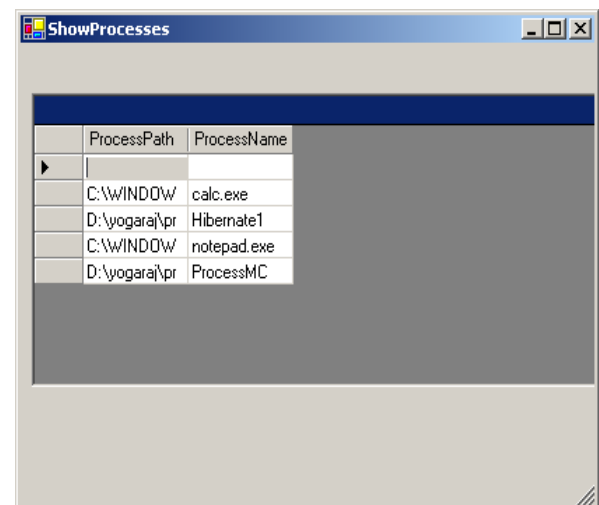 ShowProcesses
ProcessPath ProcessName
C:\WINDOW calc.exe
D:\yogaraj\pr Hibernate1
C:\WINDOW notepad.exe
D:\yogaraj\pr ProcessMC